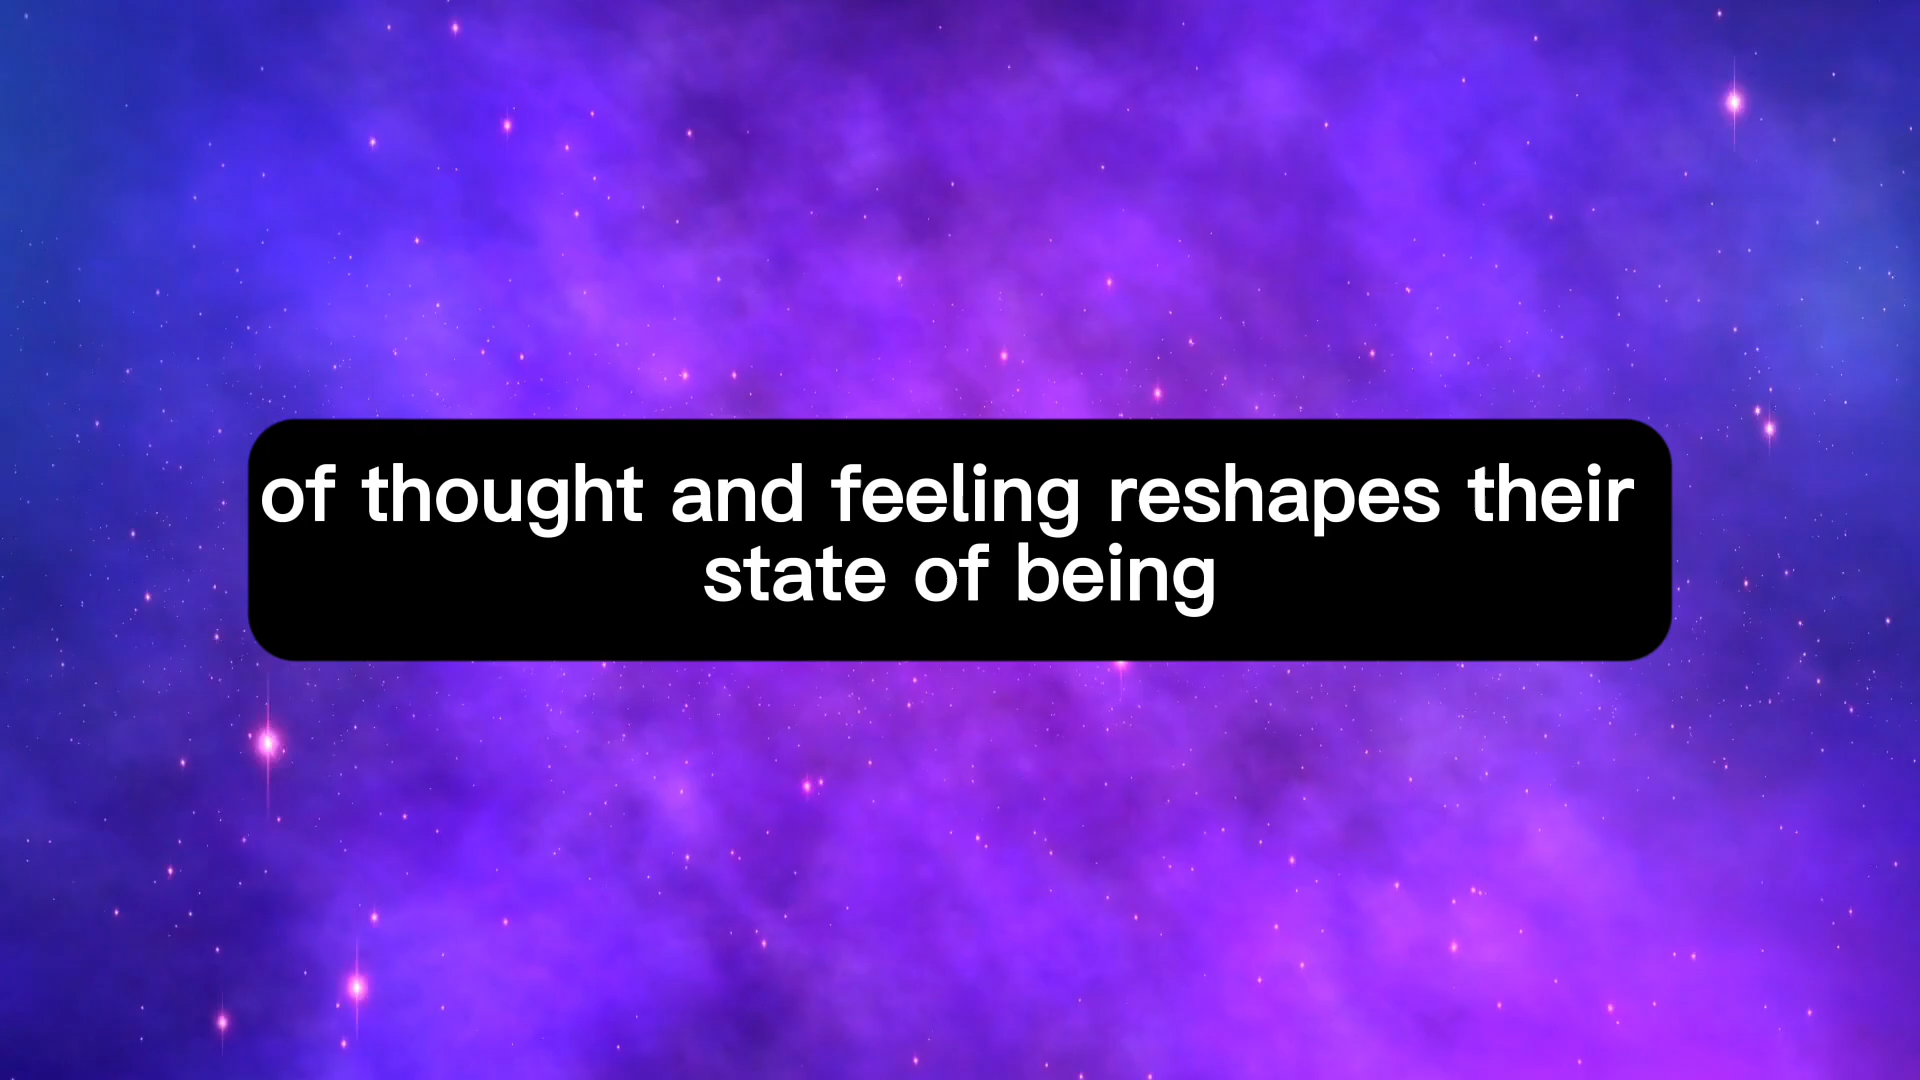 of thought and feeling reshapes their
state of being